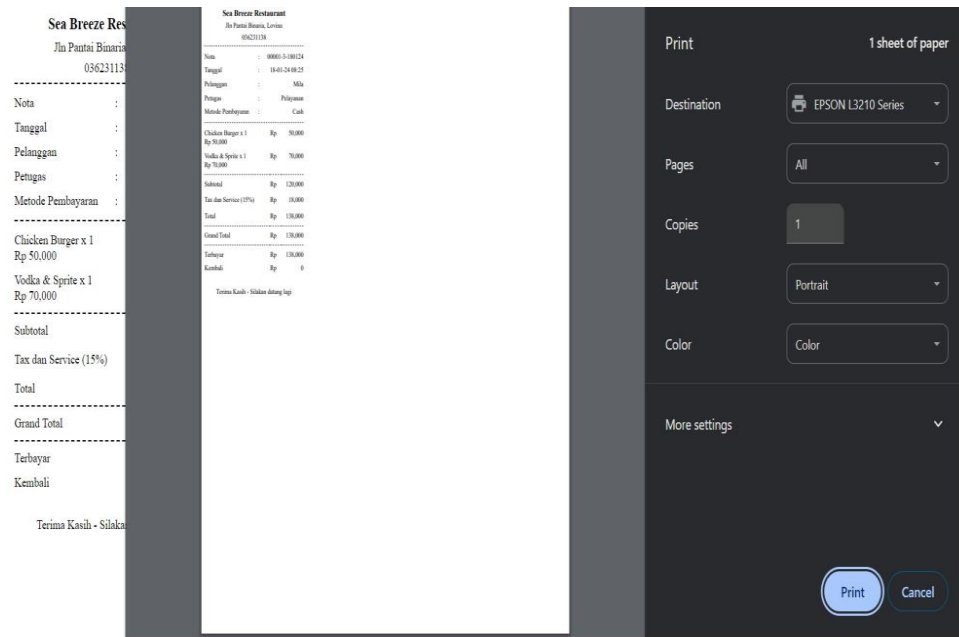 Sea Breeze Res
Jln Pantai Binaria
036231138
Nota :
Tanggal :
Pelanggan :
Petugas :
Metode Pembayaran :
Chicken Burger x 1
Rp 50,000
Vodka & Sprite x 1
Rp 70,000
Subtotal
Tax dan Service (15%)
Total
Grand Total
Terbayar
Kembali
Terima Kasih - Silaka
Sea Breeze Restaurant
Jln Pantai Binaria, Lovina
036231138
Nota : 00001-3-180124
Tanggal : 18-01-24 08:25
Pelanggan : Mila
Petugas : Pelayanan
Metode Pembayaran : Cash
Chicken Burger x 1 Rp 50,000
Rp 50,000
Vodka & Sprite x 1 Rp 70,000
Rp 70,000
Subtotal Rp 120,000
Tax dan Service (15%) Rp 18,000
Total Rp 138,000
Grand Total Rp 138,000
Terbayar Rp 138,000
Kembali Rp 0
Terima Kasih - Silakan datang lagi
Print 1 sheet of paper
Destination EPSON L3210 Series
Pages All
Copies 1
Layout Portrait
Color Color
More settings
Print Cancel